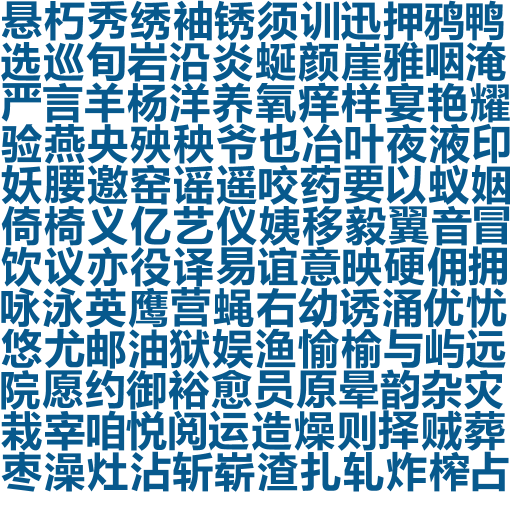 悬朽秀绣袖锈须训迅押鸦鸭
选巡旬岩沿炎蜒颜崖雅咽淹
严言羊杨洋养氧痒样宴艳耀
验燕央殃秧爷也冶叶夜液印
妖腰邀窑谣遥咬药要以蚁姻
倚椅义亿艺仪姨移毅翼音冒
饮议亦役译易谊意映硬佣拥
咏泳英鹰营蝇右幼诱涌优忧
悠尤邮油狱娱渔愉榆与屿远
院愿约御裕愈员原晕韵杂灾
栽宰咱悦阅运造燥则择贼葬
枣澡灶沾斩崭渣扎轧炸榨占